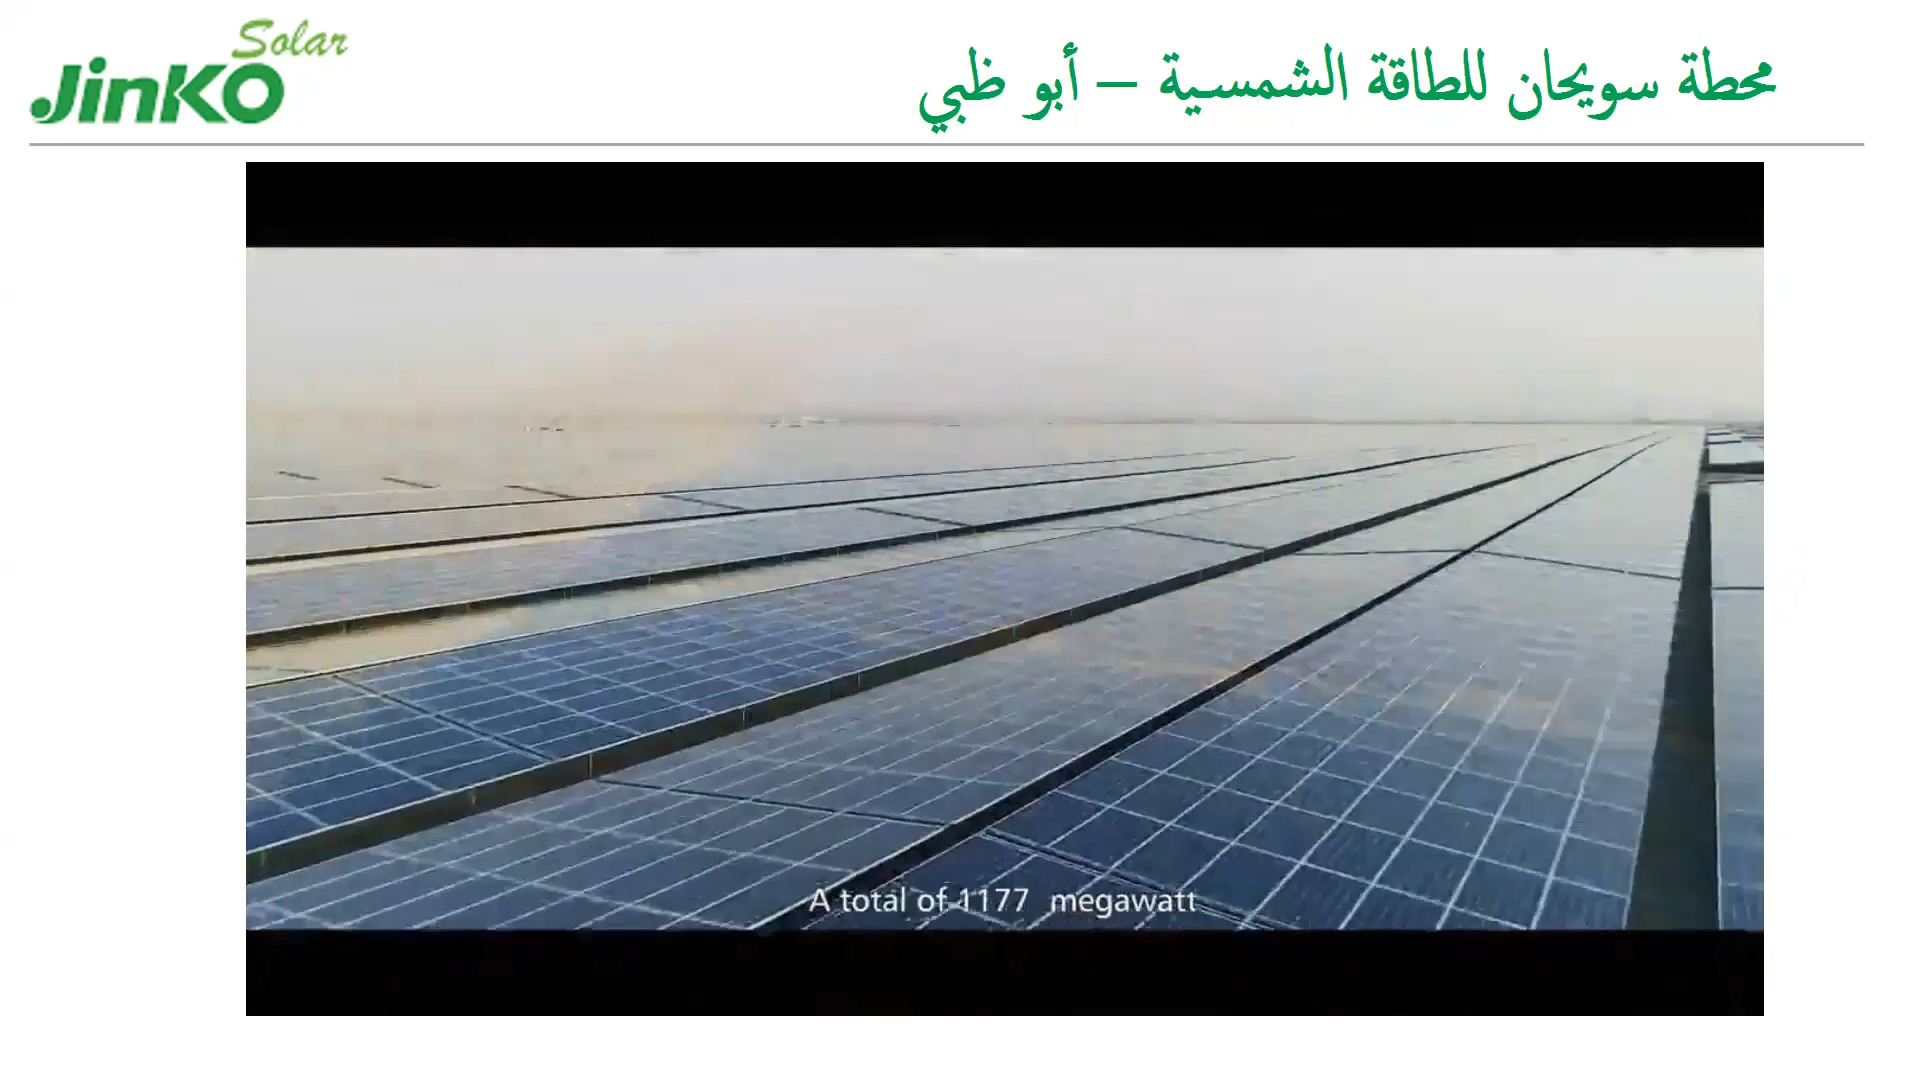 Solar
JinKO
محطة سويحان للطاقة الشمسية – أبو ظبي
A total of 1177 megawatt